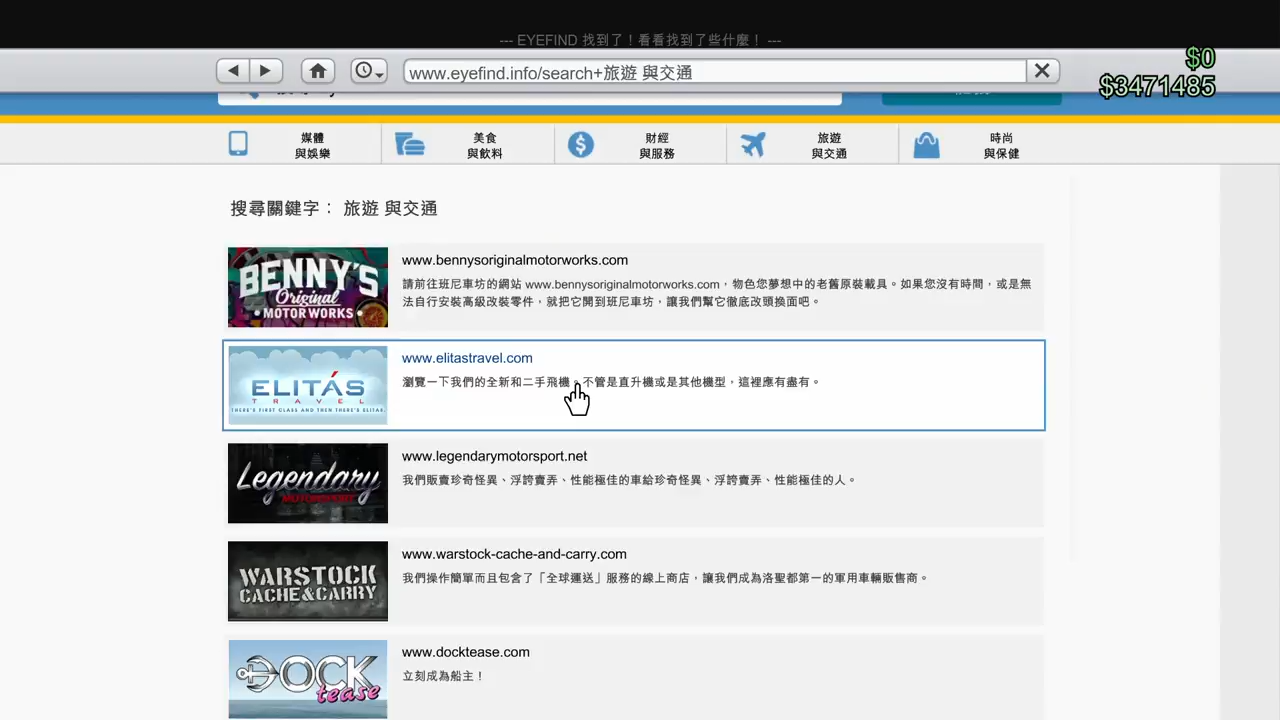 --- EYEFIND 找到了！看看找到了些什麼！ ---
www.eyefind.info/search+旅遊 與交通
$0
$3471485
媒體
與娛樂
美食
與飲料
財經
與服務
旅遊
與交通
時尚
與保健
搜尋關鍵字： 旅遊 與交通
BENNY'S
Original
MOTOR WORKS
www.bennysoriginalmotorworks.com
請前往班尼車坊的網站 www.bennysoriginalmotorworks.com，物色您夢想中的老舊原裝載具。如果您沒有時間，或是無
法自行安裝高級改裝零件，就把它開到班尼車坊，讓我們幫它徹底改頭換面吧。
ELITÁS
TRAVEL
THERE'S FIRST CLASS AND THEN THERE'S ELITÁS.
www.elitastravel.com
瀏覽一下我們的全新和二手飛機。不管是直升機或是其他機型，這裡應有盡有。
Legendary
MOTORSPORT
www.legendarymotorsport.net
我們販賣珍奇怪異、浮誇賣弄、性能極佳的車給珍奇怪異、浮誇賣弄、性能極佳的人。
WARSTOCK
CACHE&CARRY
www.warstock-cache-and-carry.com
我們操作簡單而且包含了「全球運送」服務的線上商店，讓我們成為洛聖都第一的軍用車輛販售商。
DOCK
tease
www.docktease.com
立刻成為船主！